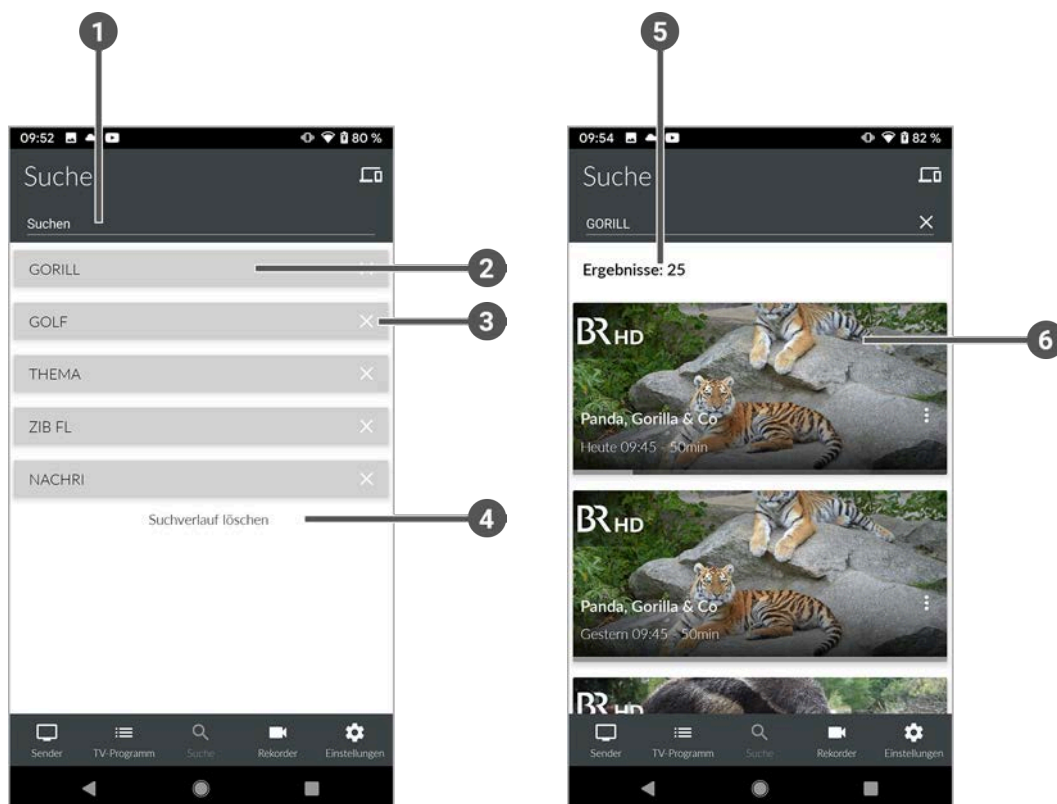 1
5
09:52 80 %
Suche
Suchen
GORILL
2
GOLF
3
THEMA
ZIB FL
NACHRI
Suchverlauf löschen
4
Sender TV-Programm Suche Rekorder Einstellungen
09:54 82 %
Suche
GORILL
Ergebnisse: 25
BR HD
6
Panda, Gorilla & Co
Heute 09:45 - 50min
BR HD
Panda, Gorilla & Co
Gestern 09:45 - 50min
BR HD
Sender TV-Programm Suche Rekorder Einstellungen